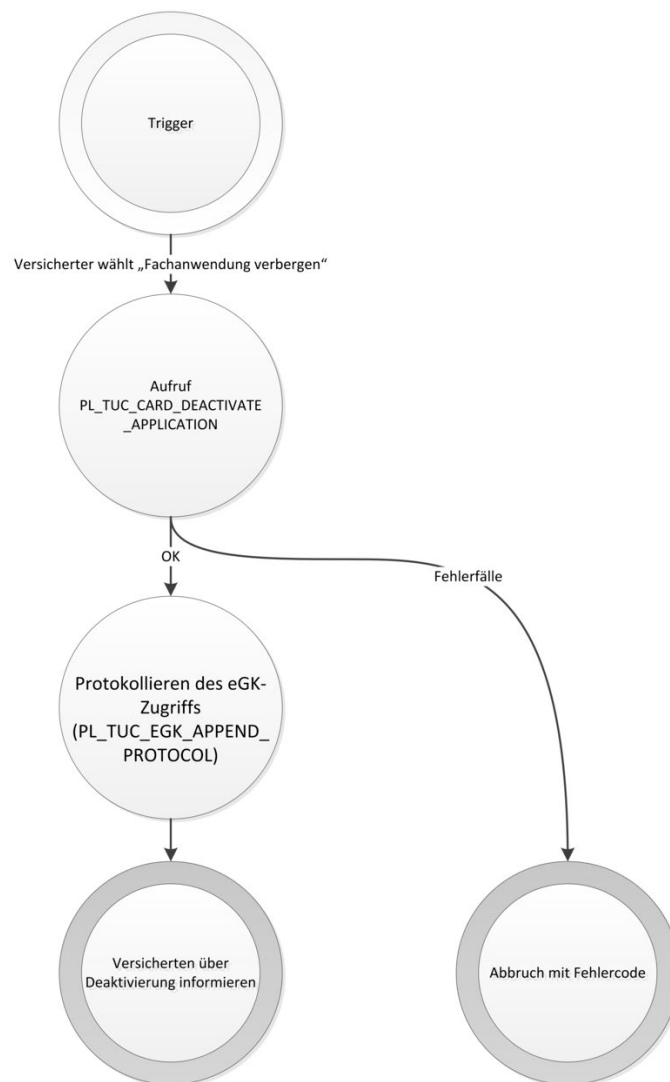 Trigger
Versicherter wählt „Fachanwendung verbergen“
Aufruf
PL_TUC_CARD_DEACTIVATE
_APPLICATION
OK
Fehlerfälle
Protokollieren des eGK-
Zugriffs
(PL_TUC_EGK_APPEND_
PROTOCOL)
Versicherten über
Deaktivierung informieren
Abbruch mit Fehlercode